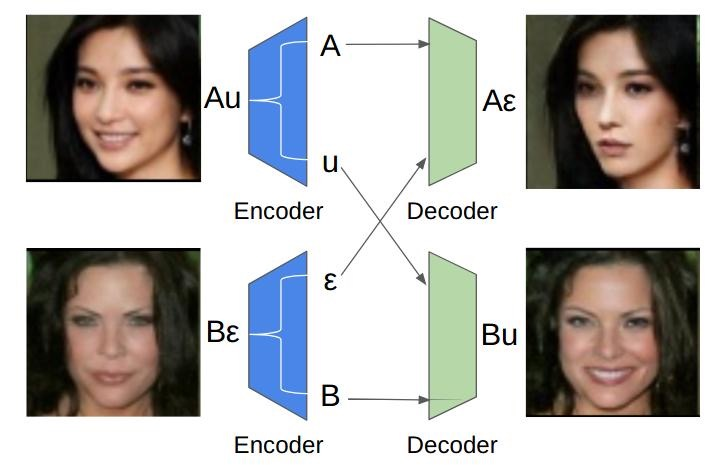 A
Au
Aε
u
Encoder
Decoder
ε
Bε
Bu
B
Encoder
Decoder